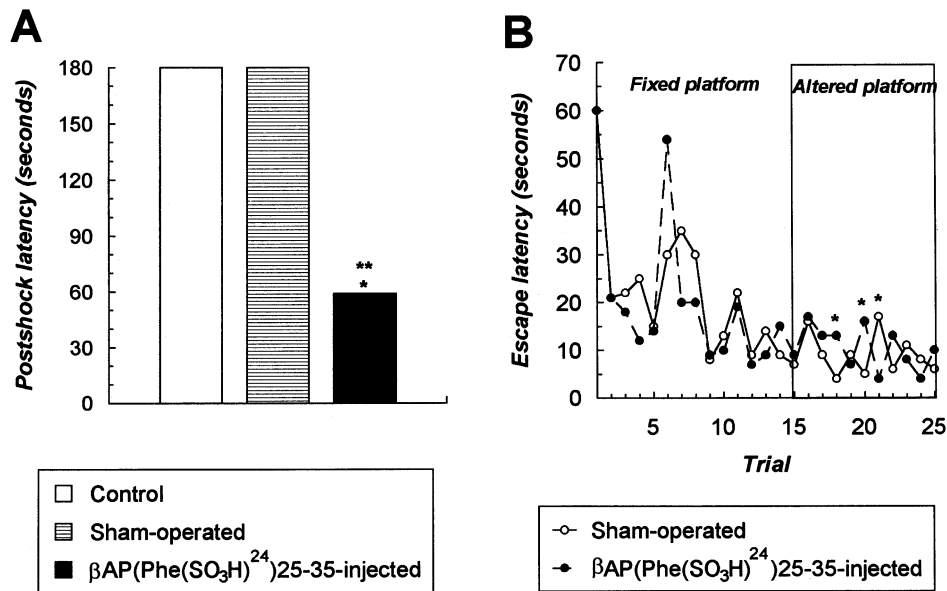 A
Postshock latency (seconds)
180
150
120
90
60
30
0
**
*
Control
Sham-operated
βAP(Phe(SO₃H)²⁴)25-35-injected
B
Escape latency (seconds)
70
60
50
40
30
20
10
0
Fixed platform
Altered platform
* * *
5 10 15 20 25
Trial
Sham-operated
βAP(Phe(SO₃H)²⁴)25-35-injected